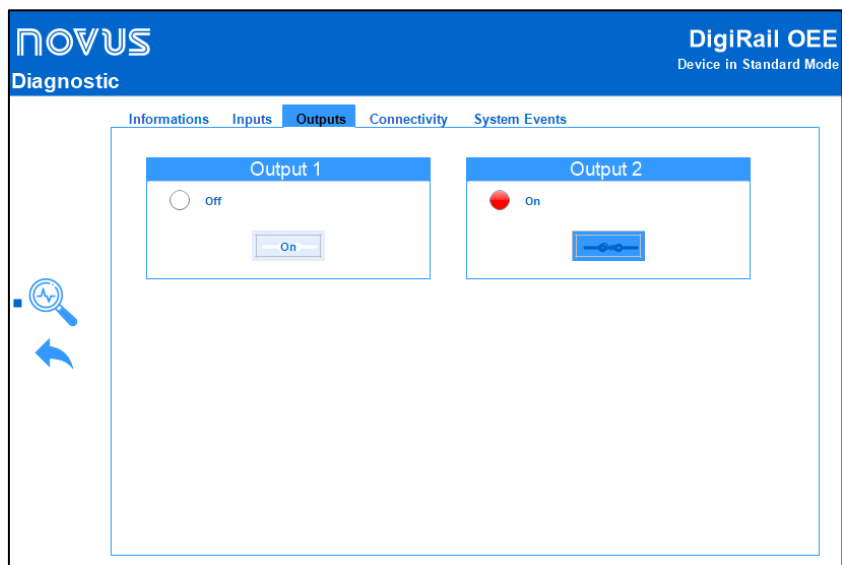 novus
DigiRail OEE
Device in Standard Mode
Diagnostic
Informations Inputs Outputs Connectivity System Events
Output 1
Output 2
Off
On
On